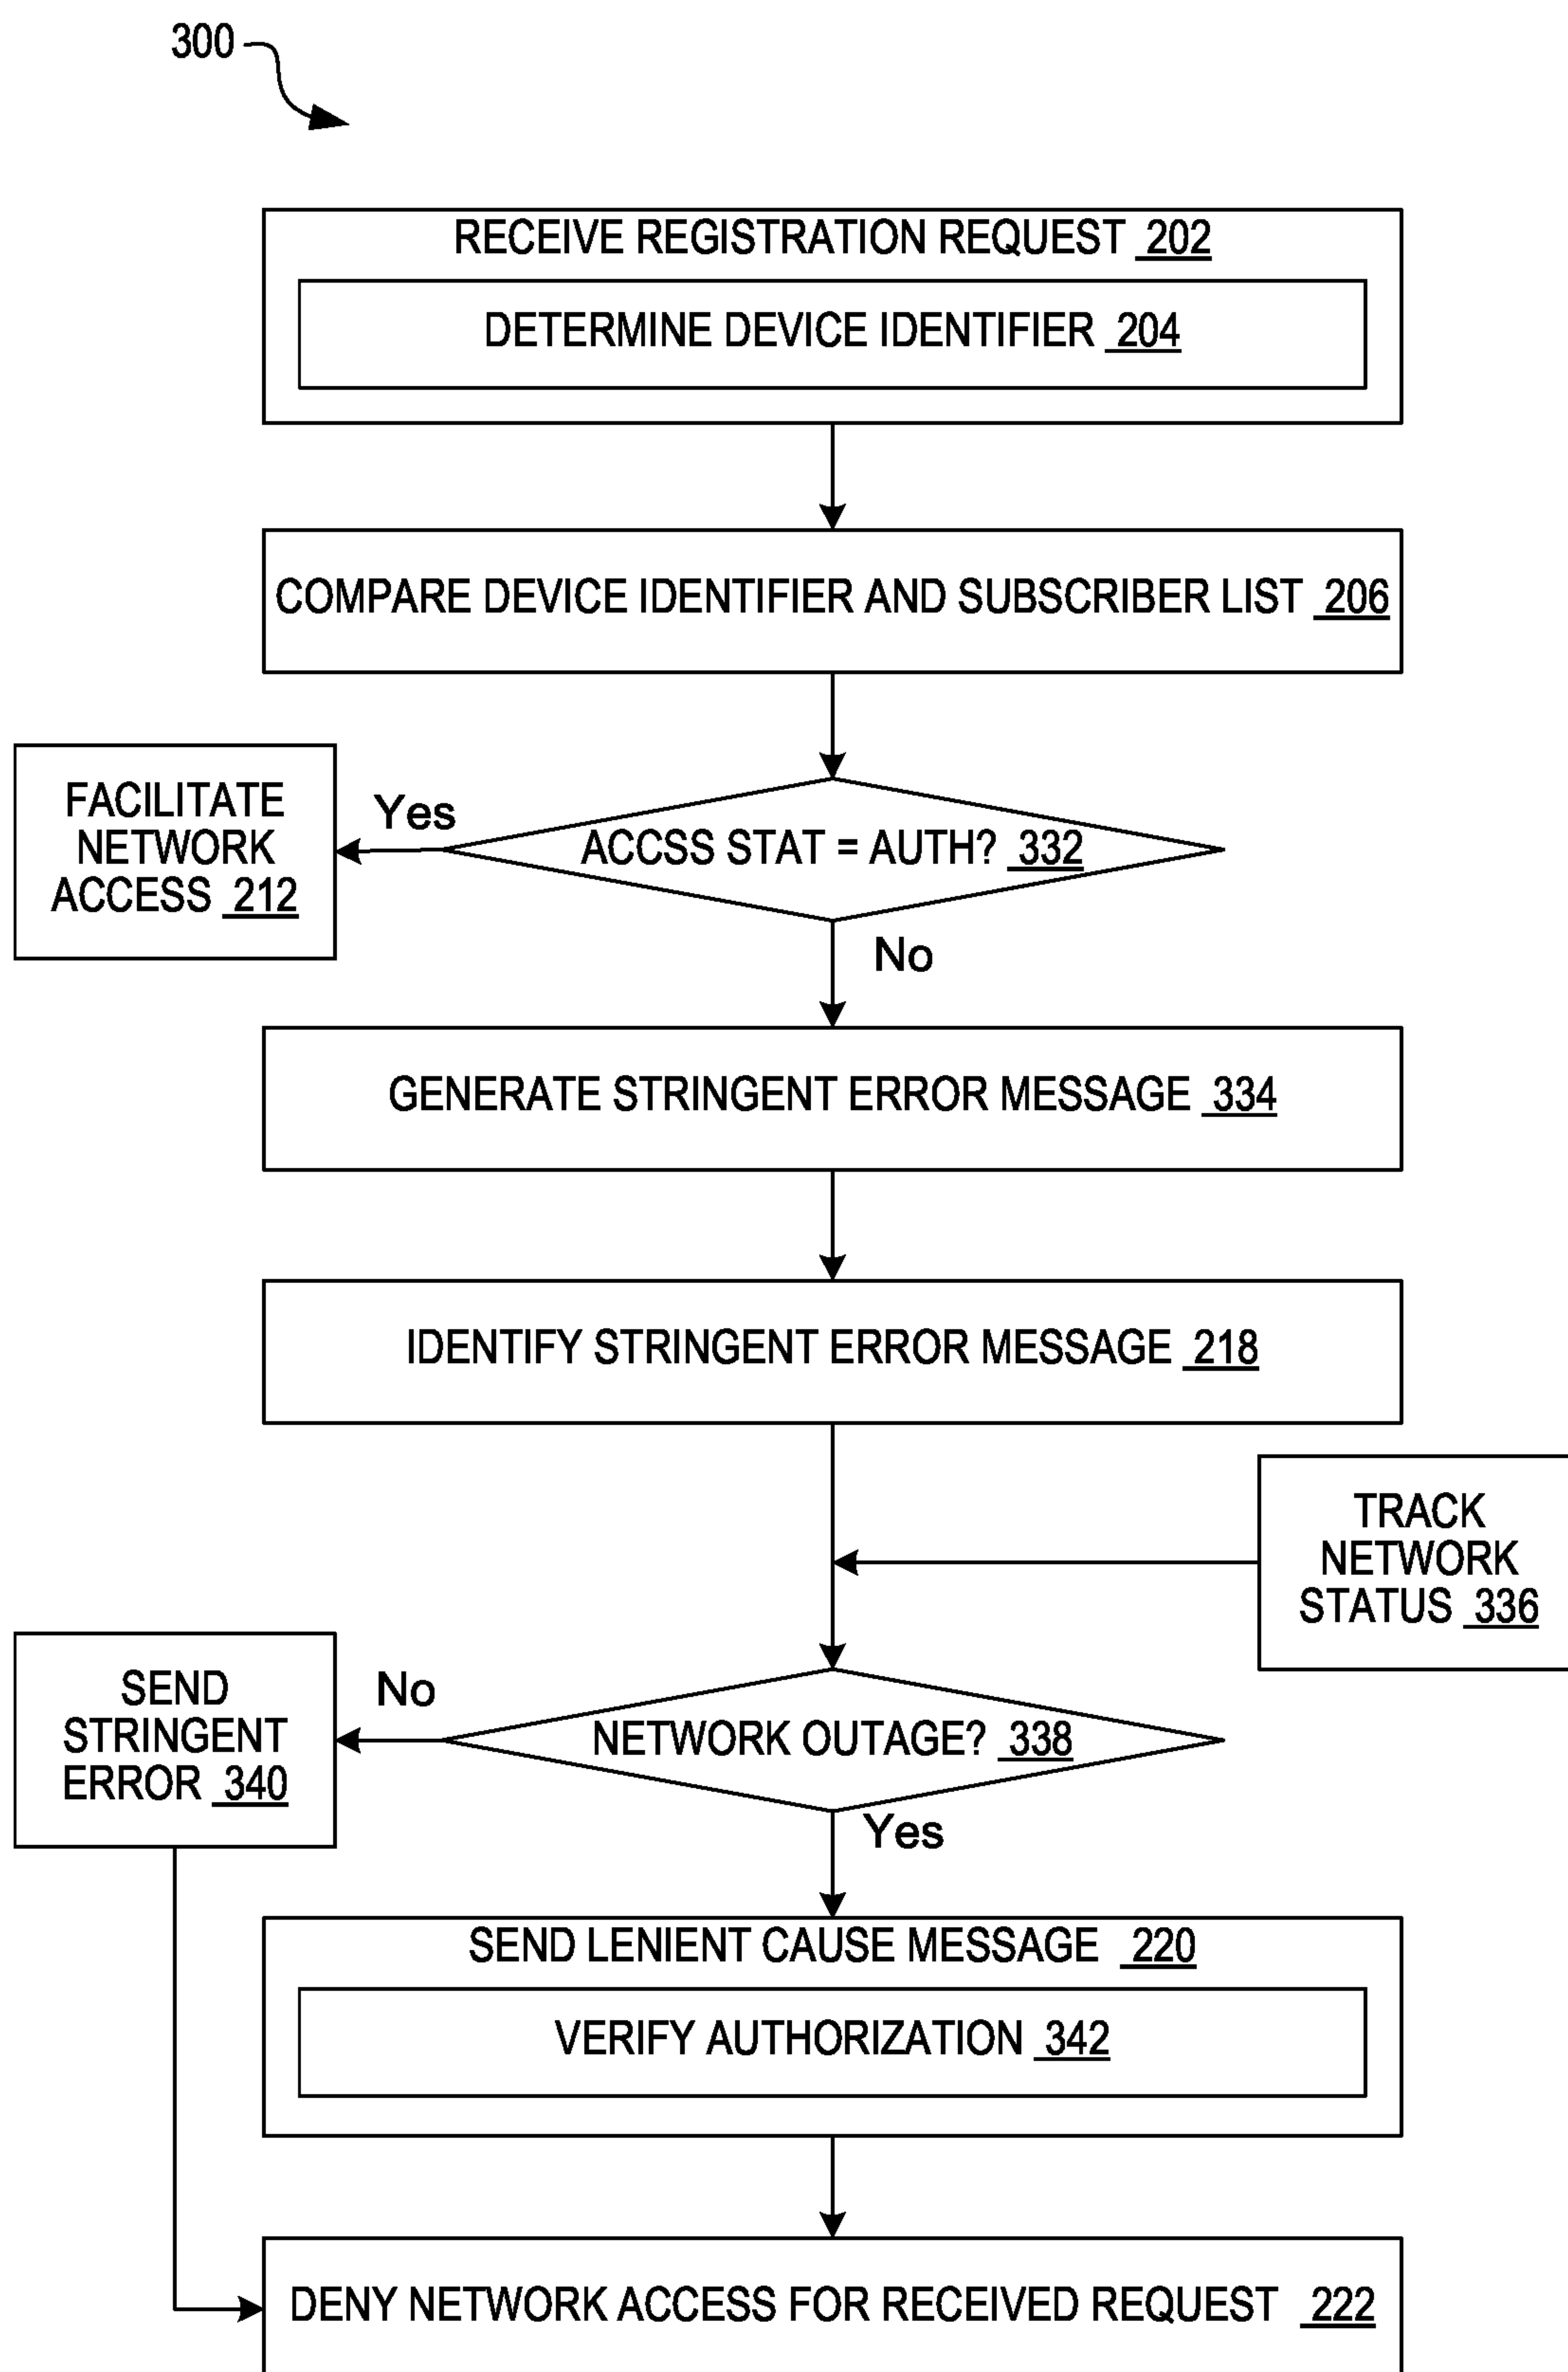 300
RECEIVE REGISTRATION REQUEST 202
DETERMINE DEVICE IDENTIFIER 204
COMPARE DEVICE IDENTIFIER AND SUBSCRIBER LIST 206
FACILITATE
NETWORK
ACCESS 212
Yes
ACCSS STAT = AUTH? 332
No
GENERATE STRINGENT ERROR MESSAGE 334
IDENTIFY STRINGENT ERROR MESSAGE 218
TRACK
NETWORK
STATUS 336
SEND
STRINGENT
ERROR 340
No
NETWORK OUTAGE? 338
Yes
SEND LENIENT CAUSE MESSAGE 220
VERIFY AUTHORIZATION 342
DENY NETWORK ACCESS FOR RECEIVED REQUEST 222